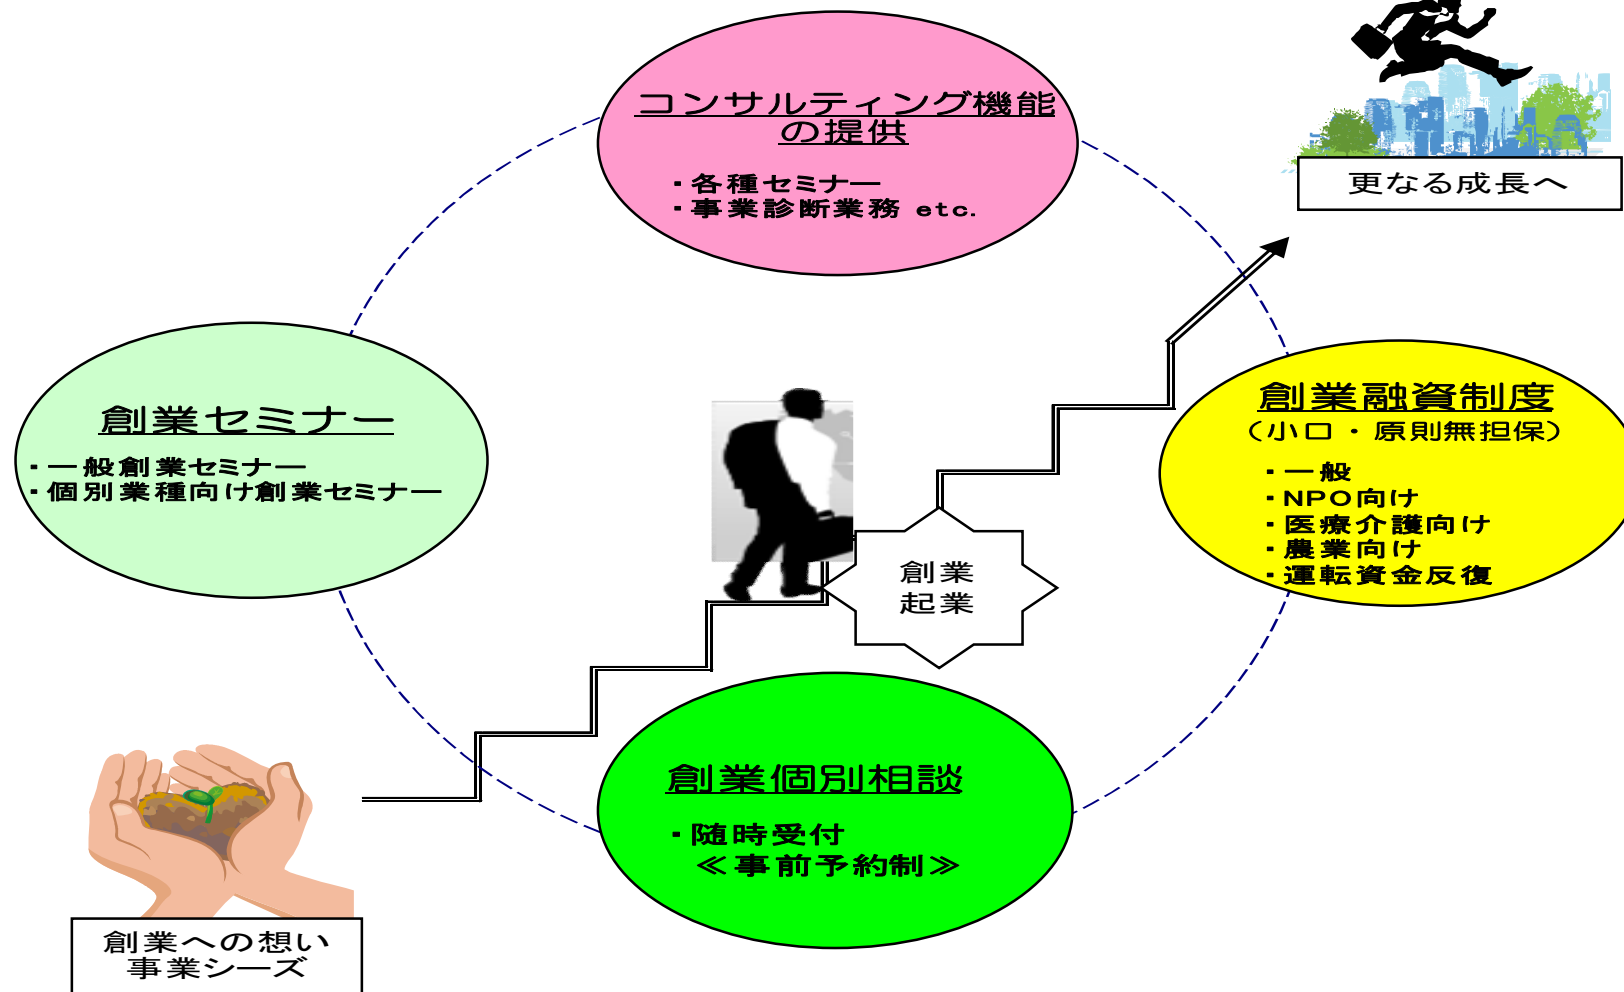 コンサルティング機能
の提供
・各種セミナー
・事業診断業務 etc.
更なる成長へ
創業セミナー
・一般創業セミナー
・個別業種向け創業セミナー
創業融資制度
（小口・原則無担保）
・一般
・NPO向け
・医療介護向け
・農業向け
・運転資金反復
創業
起業
創業個別相談
・随時受付
≪事前予約制≫
創業への想い
事業シーズ